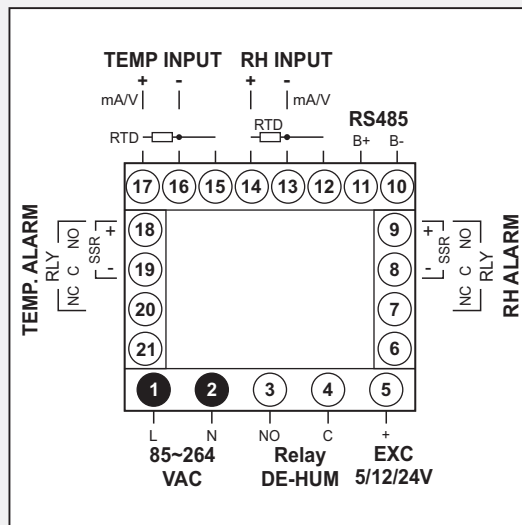 TEMP INPUT RH INPUT
+ - + -
mA/V mA/V
RTD RTD RS485
B+ B-
17 16 15 14 13 12 11 10
TEMP. ALARM
RLY
NC C NO
SSR
+
-
18
19
20
21
9
8
7
6
+
-
SSR
NC C NO
RLY
RH ALARM
1 2 3 4 5
L N NO C +
85~264 Relay EXC
VAC DE-HUM 5/12/24V